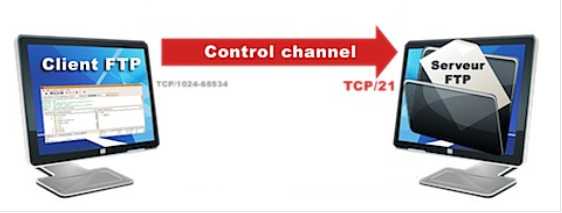 Control channel
Client FTP
TCP/1024-65534
TCP/21
Serveur
FTP